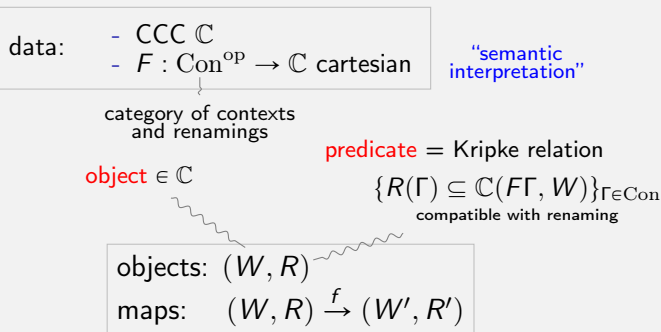 data:
- CCC ℂ
- F : Con^op → ℂ cartesian
"semantic
interpretation"
category of contexts
and renamings
object ∈ ℂ
predicate = Kripke relation
{R(Γ) ⊆ ℂ(FΓ, W)}_Γ∈Con
compatible with renaming
objects: (W, R)
maps: (W, R) →^f (W′, R′)